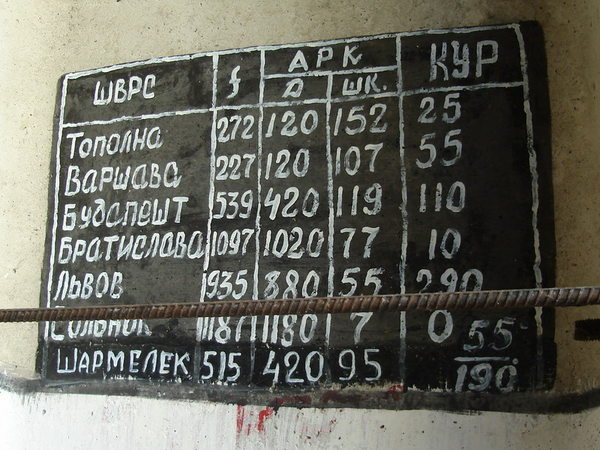 ШВРС f АРК КУР
Д ШК.
Тополна 272 120 152 25
Варшава 227 120 107 55
Будапешт 539 420 119 110
Братислава 1097 1020 77 10
Львов 935 880 55 290
Сольнок 1187 1180 7 0
Шармелек 515 420 95 55/190